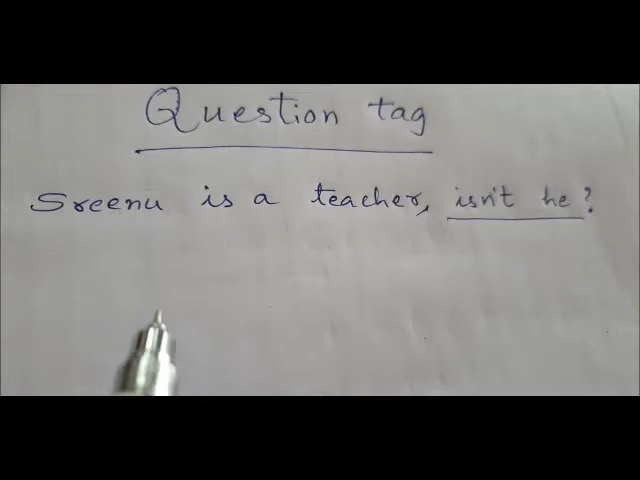 Question tag
Sreenu is a teacher, isn't he?